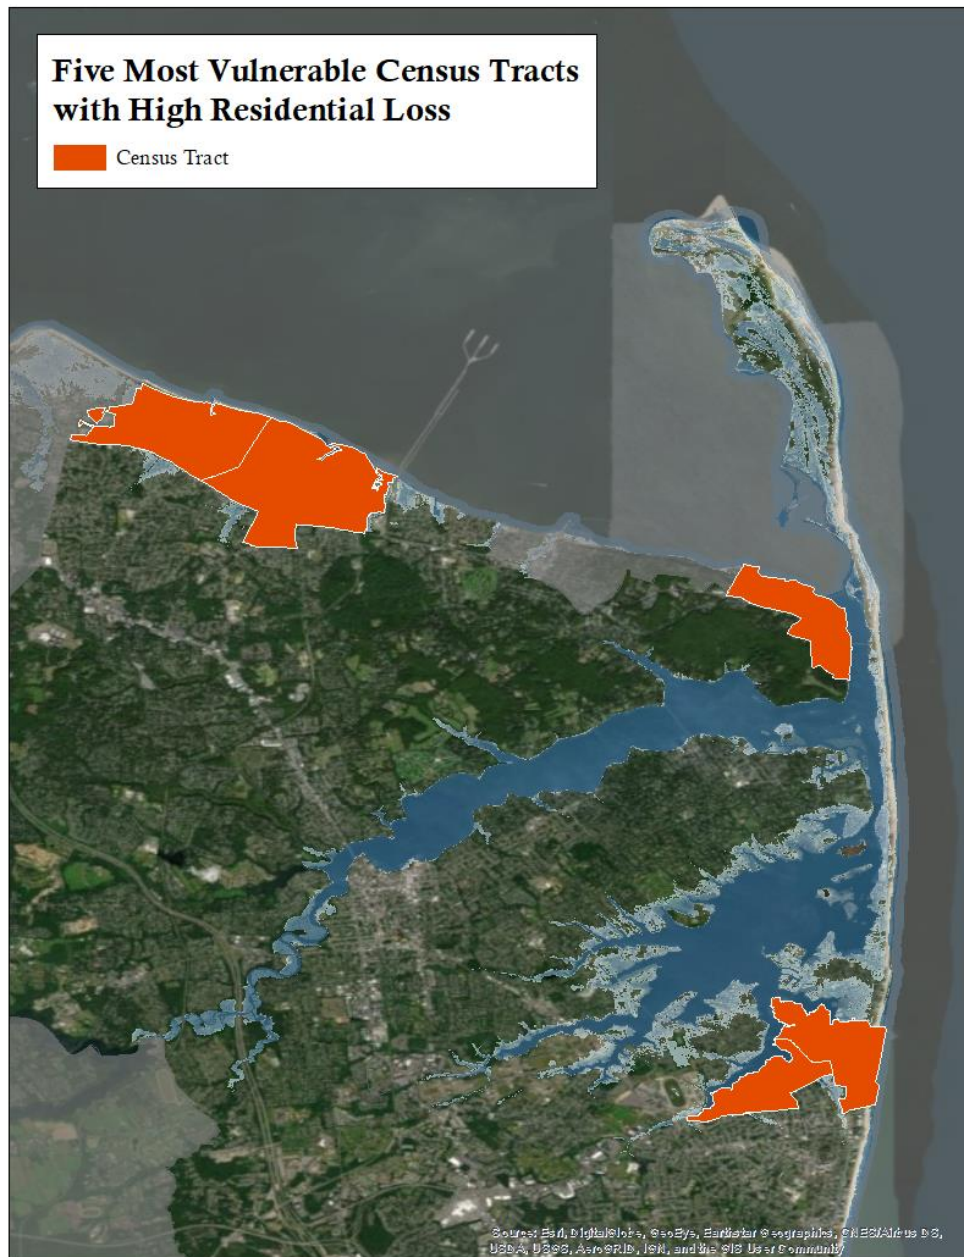 Five Most Vulnerable Census Tracts
with High Residential Loss
Census Tract
Source: Esri, DigitalGlobe, GeoEye, Earthstar Geographics, CNES/Airbus DS,
USDA, USGS, AeroGRID, IGN, and the GIS User Community